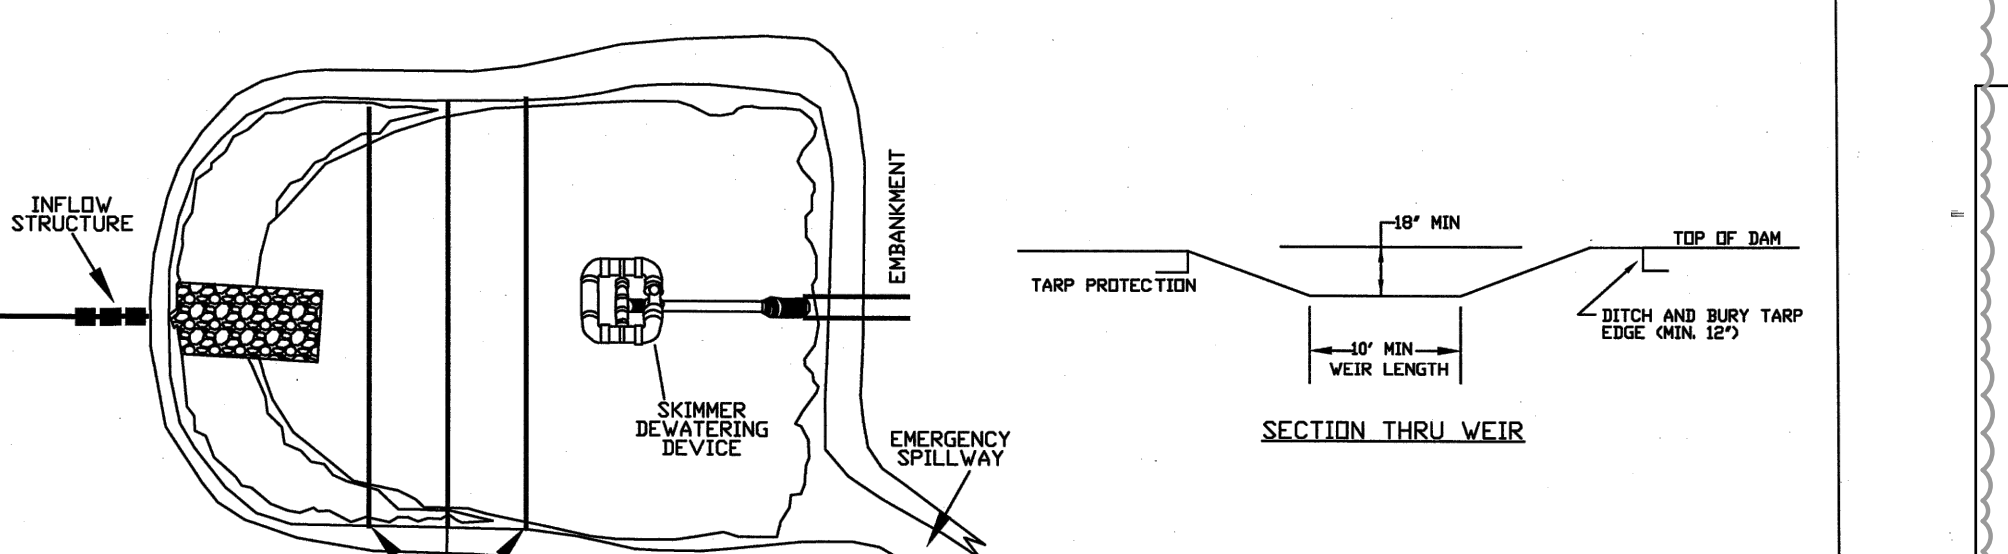 INFLOW
STRUCTURE
EMBANKMENT
SKIMMER
DEWATERING
DEVICE
EMERGENCY
SPILLWAY
18" MIN
TOP OF DAM
TARP PROTECTION
DITCH AND BURY TARP
EDGE (MIN. 12")
10' MIN
WEIR LENGTH
SECTION THRU WEIR